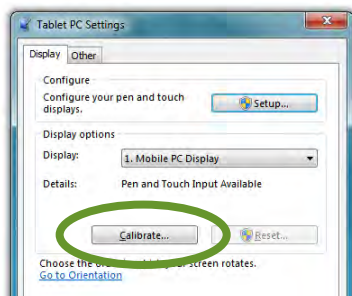 Tablet PC Settings
Display Other
Configure
Configure your pen and touch
displays.
Setup...
Display options
Display: 1. Mobile PC Display
Details: Pen and Touch Input Available
Calibrate... Reset...
Choose the screen rotates.
Go to Orientation